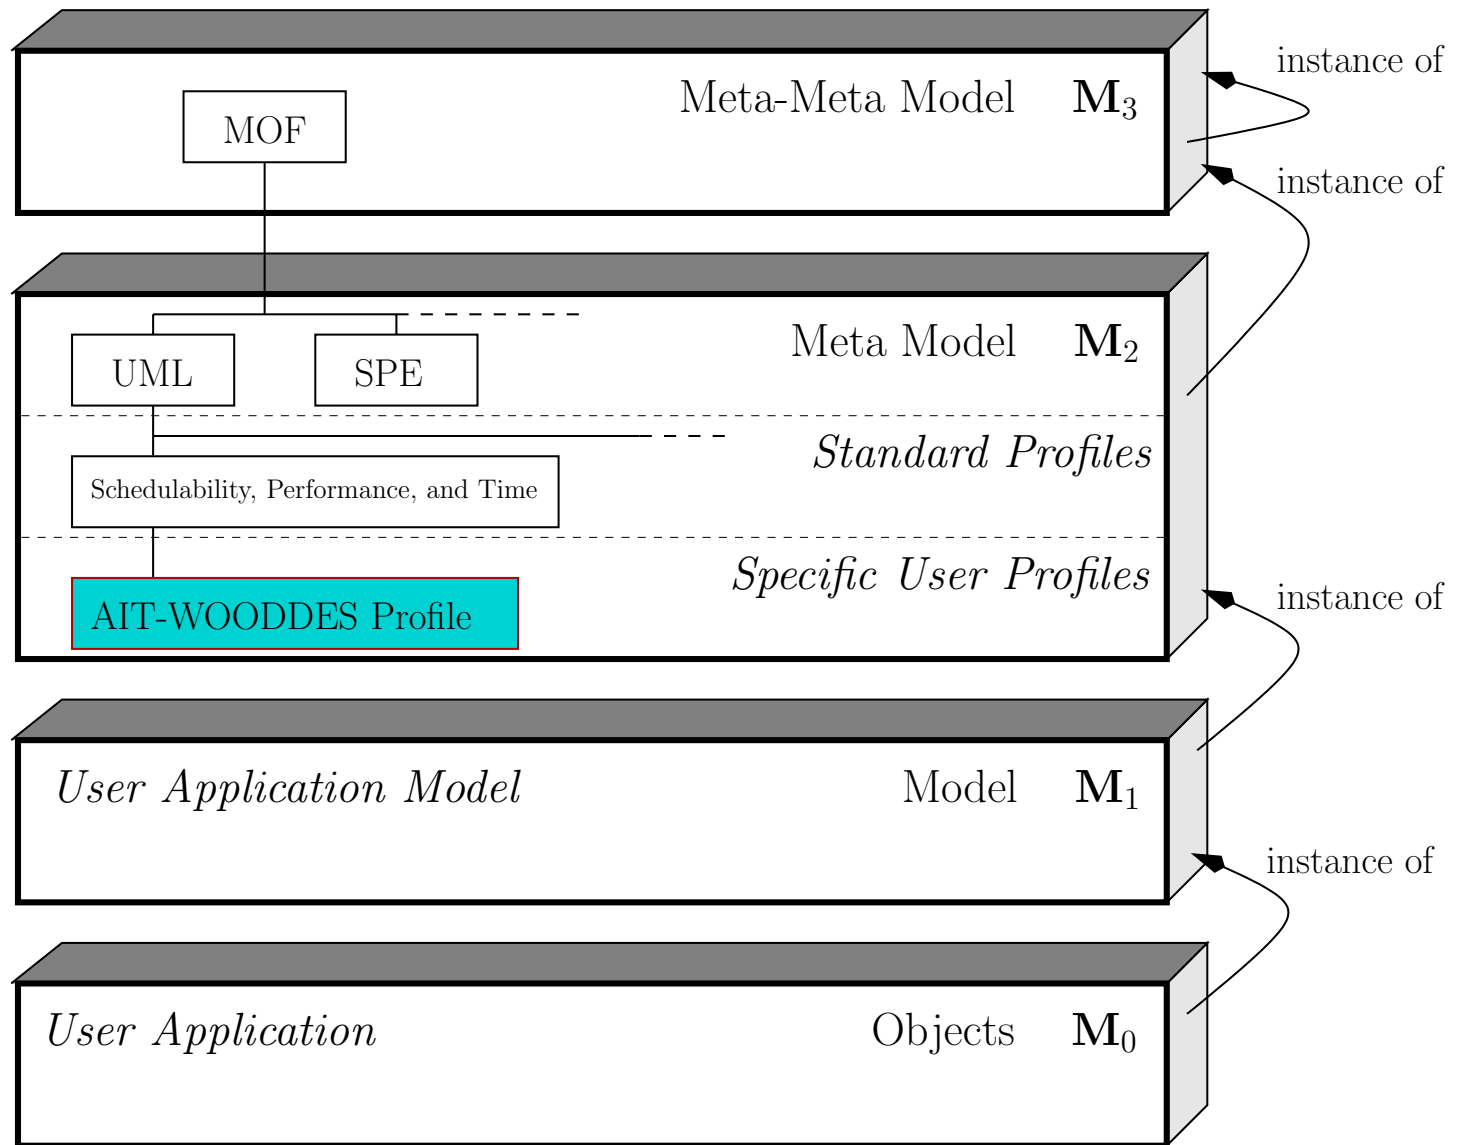 instance of
Meta-Meta Model M3
MOF
instance of
Meta Model M2
UML SPE
Standard Profiles
Schedulability, Performance, and Time
Specific User Profiles
instance of
AIT-WOODDES Profile
User Application Model Model M1
instance of
User Application Objects M0